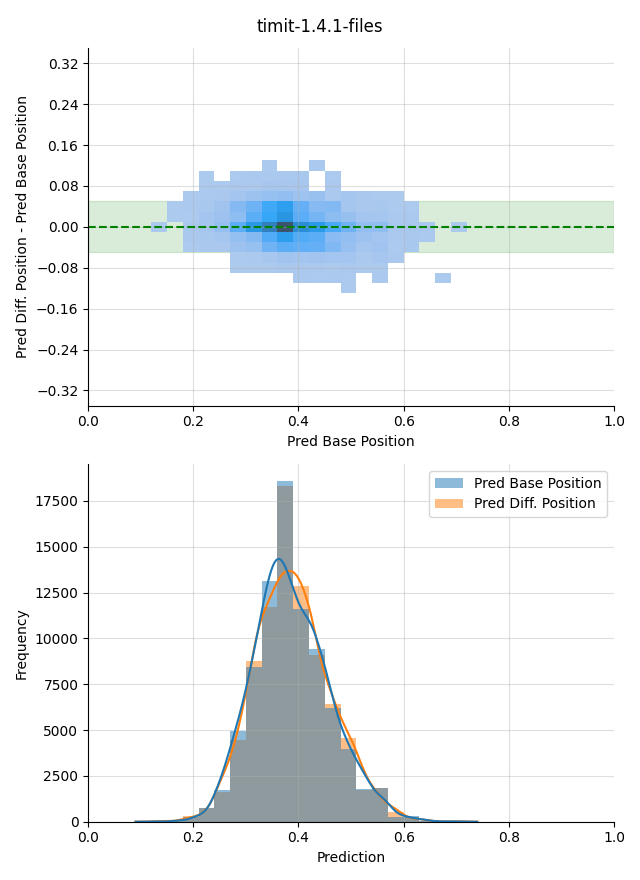 timit-1.4.1-files
Pred Diff. Position - Pred Base Position
0.32
0.24
0.16
0.08
0.00
−0.08
−0.16
−0.24
−0.32
0.0 0.2 0.4 0.6 0.8 1.0
Pred Base Position
Frequency
17500
15000
12500
10000
7500
5000
2500
0
Pred Base Position
Pred Diff. Position
0.0 0.2 0.4 0.6 0.8 1.0
Prediction